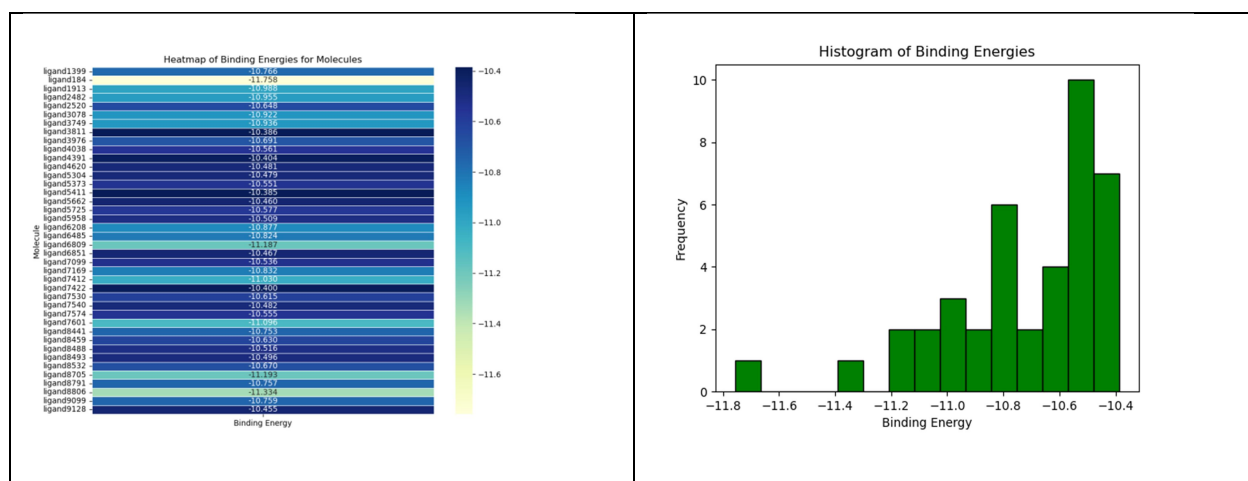 Heatmap of Binding Energies for Molecules
ligand1399 -10.766
ligand184 -11.758
ligand1913 -10.988
ligand2482 -10.955
ligand2520 -10.648
ligand3078 -10.922
ligand3749 -10.936
ligand3811 -10.386
ligand3976 -10.691
ligand4038 -10.561
ligand4391 -10.404
ligand4620 -10.481
ligand5304 -10.479
ligand5373 -10.551
ligand5411 -10.385
ligand5662 -10.460
ligand5725 -10.577
ligand5958 -10.509
ligand6208 -10.877
ligand6485 -10.824
ligand6809 -11.187
ligand6851 -10.467
ligand7099 -10.536
ligand7169 -10.832
ligand7412 -11.030
ligand7422 -10.400
ligand7530 -10.615
ligand7540 -10.482
ligand7574 -10.555
ligand7601 -11.096
ligand8441 -10.753
ligand8459 -10.630
ligand8488 -10.516
ligand8493 -10.496
ligand8532 -10.670
ligand8705 -11.193
ligand8791 -10.757
ligand8806 -11.334
ligand9099 -10.759
ligand9128 -10.455
Molecule
Binding Energy
−10.4
−10.6
−10.8
−11.0
−11.2
−11.4
−11.6
Histogram of Binding Energies
10
8
6
4
2
0
Frequency
−11.8 −11.6 −11.4 −11.2 −11.0 −10.8 −10.6 −10.4
Binding Energy